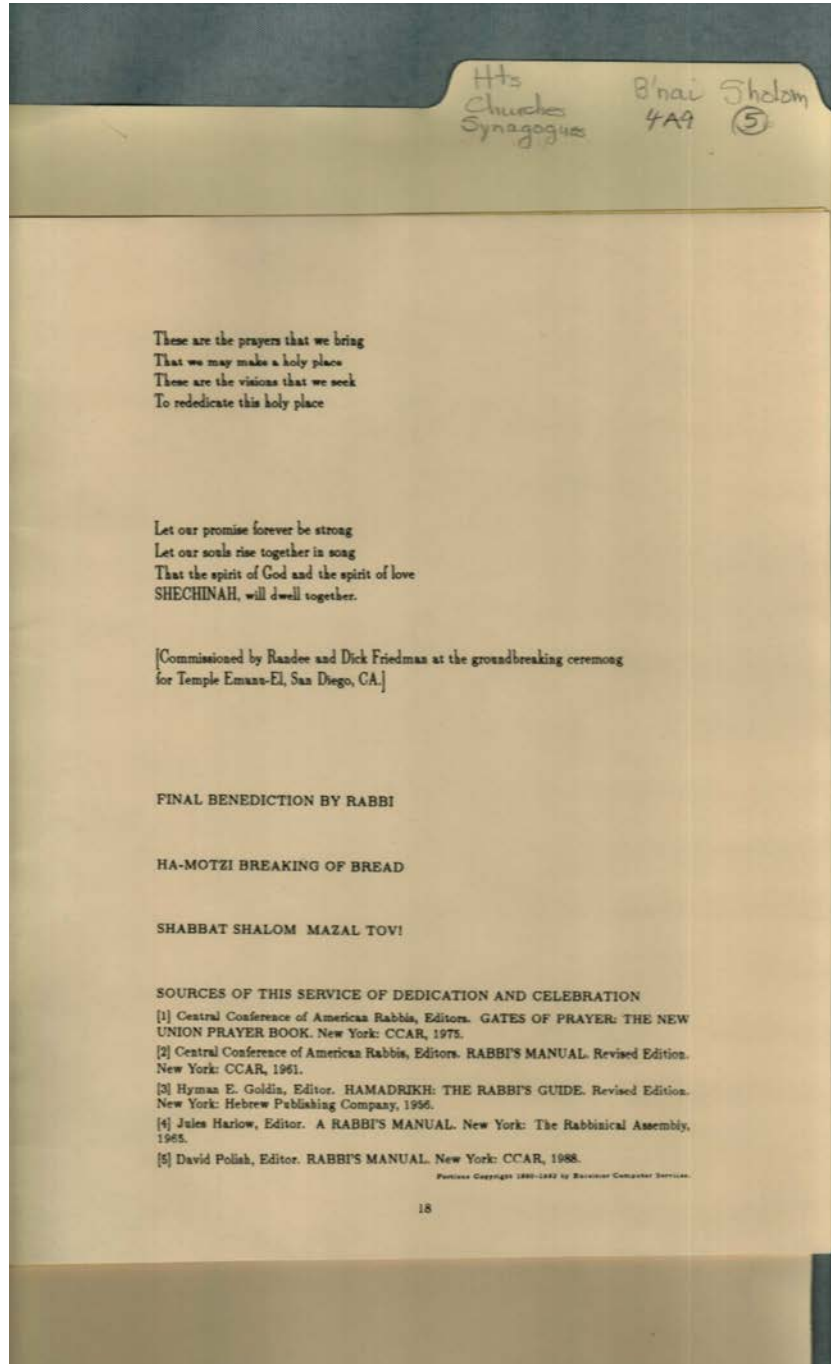 Hts
Churches
Synagogues
B'nai Sholom
4A9 5
These are the prayers that we bring
That we may make a holy place
These are the visions that we seek
To rededicate this holy place
Let our promise forever be strong
Let our souls rise together in song
That the spirit of God and the spirit of love
SHECHINAH, will dwell together.
[Commissioned by Randee and Dick Friedman at the groundbreaking ceremong
for Temple Emanu-El, San Diego, CA.]
FINAL BENEDICTION BY RABBI
HA-MOTZI BREAKING OF BREAD
SHABBAT SHALOM MAZAL TOV!
SOURCES OF THIS SERVICE OF DEDICATION AND CELEBRATION
[1] Central Conference of American Rabbis, Editors. GATES OF PRAYER: THE NEW
UNION PRAYER BOOK. New York: CCAR, 1975.
[2] Central Conference of American Rabbis, Editors. RABBI'S MANUAL. Revised Edition.
New York: CCAR, 1961.
[3] Hyman E. Goldin, Editor. HAMADRIKH: THE RABBI'S GUIDE. Revised Edition.
New York: Hebrew Publishing Company, 1956.
[4] Jules Harlow, Editor. A RABBI'S MANUAL. New York: The Rabbinical Assembly,
1965.
[5] David Polish, Editor. RABBI'S MANUAL. New York: CCAR, 1988.
Portions Copyright by Computer Services.
18